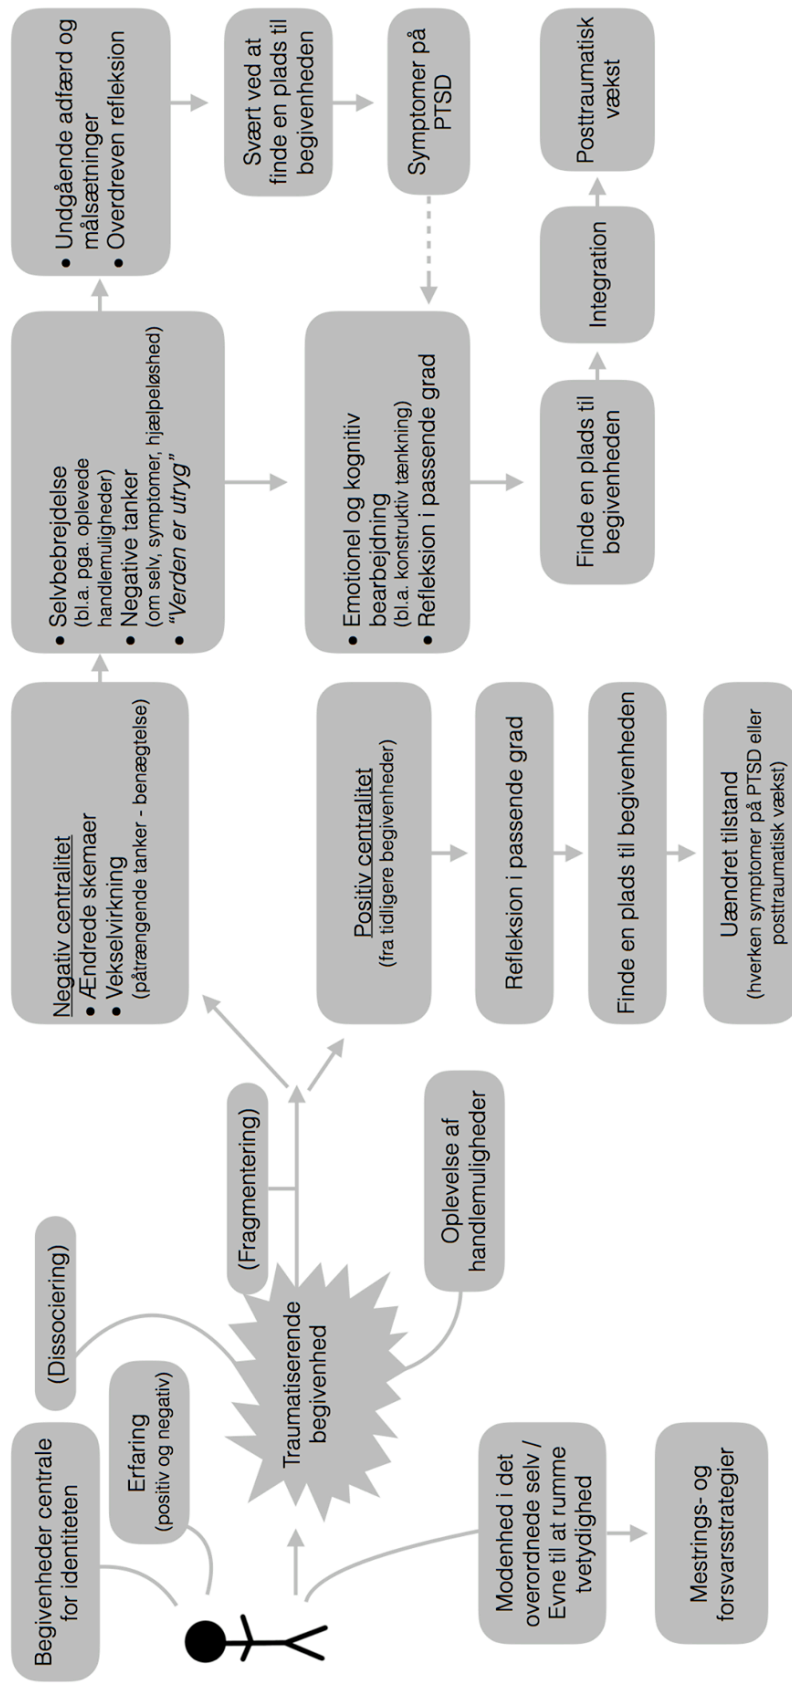 Begivenheder centrale
for identiteten
Erfaring
(positiv og negativ)
(Dissociering)
Traumatiserende
begivenhed
(Fragmentering)
Oplevelse af
handlemuligheder
Modenhed i det
overordnede selv /
Evne til at rumme
tvetydighed
Mestrings- og
forsvarsstrategier
Negativ centralitet
• Ændrede skemaer
• Vekselvirkning
(påtrængende tanker - benægtelse)
• Selvbebrejdelse
(bl.a. pga. oplevede
handlemuligheder)
• Negative tanker
(om selv, symptomer, hjælpeløshed)
• “Verden er utryg”
• Undgående adfærd og
målsætninger
• Overdreven refleksion
Svært ved at
finde en plads til
begivenheden
Symptomer på
PTSD
• Emotionel og kognitiv
bearbejdning
(bl.a. konstruktiv tænkning)
• Refleksion i passende grad
Finde en plads til
begivenheden
Integration
Posttraumatisk
vækst
Positiv centralitet
(fra tidligere begivenheder)
Refleksion i passende grad
Finde en plads til begivenheden
Uændret tilstand
(hverken symptomer på PTSD eller
posttraumatisk vækst)